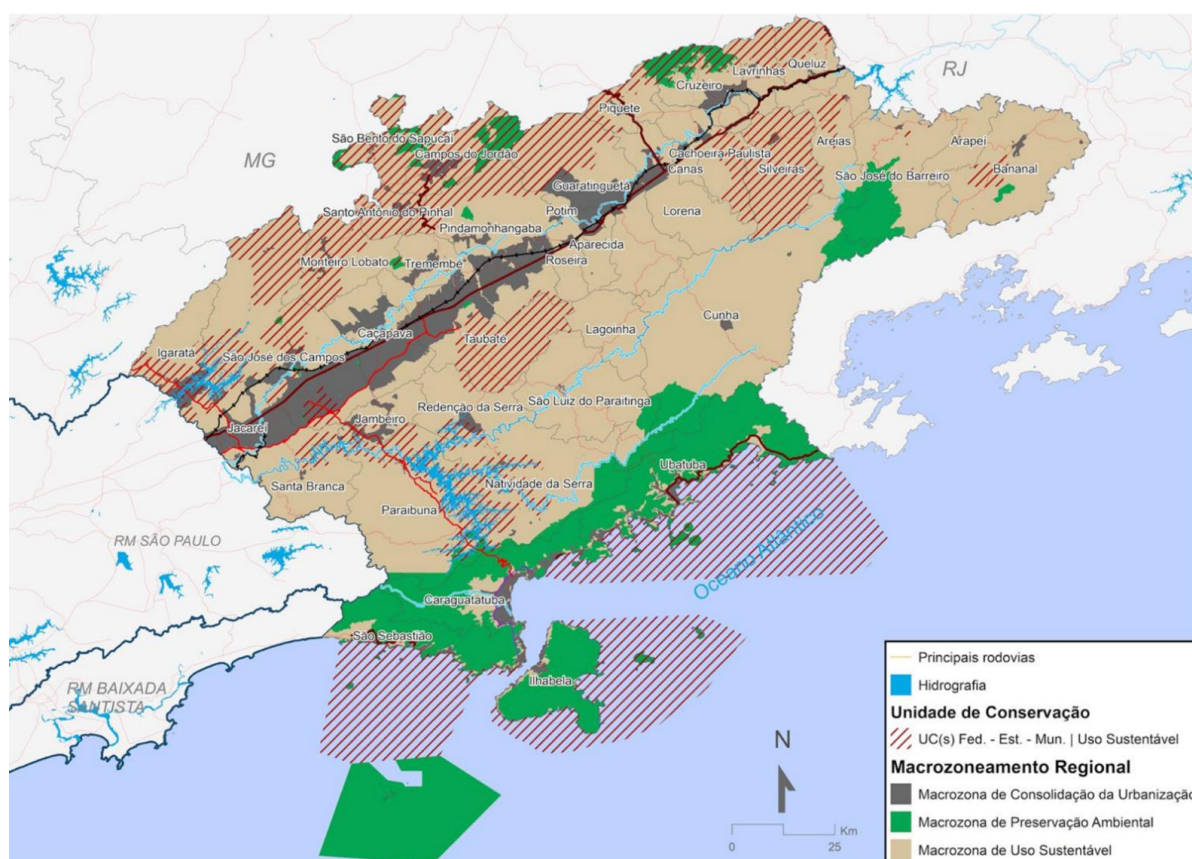 RJ
MG
Queluz
Lavrinhas
Cruzeiro
Piquete
Areias
Arapeí
São Bento do Sapucaí
Campos do Jordão
Cachoeira Paulista
Canas
Silveiras
São José do Barreiro
Bananal
Guaratinguetá
Santo Antônio do Pinhal
Potim
Lorena
Pindamonhangaba
Aparecida
Monteiro Lobato
Tremembé
Roseira
Cunha
Lagoinha
Caçapava
Taubaté
Igaratá
São José dos Campos
São Luiz do Paraitinga
Redenção da Serra
Jambeiro
Jacareí
Ubatuba
Santa Branca
Natividade da Serra
Paraibuna
Oceano Atlântico
RM SÃO PAULO
Caraguatatuba
São Sebastião
Ilhabela
RM BAIXADA
SANTISTA
N
Km
0
25
Principais rodovias
Hidrografia
Unidade de Conservação
UC(s) Fed. - Est. - Mun. | Uso Sustentável
Macrozoneamento Regional
Macrozona de Consolidação da Urbanização
Macrozona de Preservação Ambiental
Macrozona de Uso Sustentável